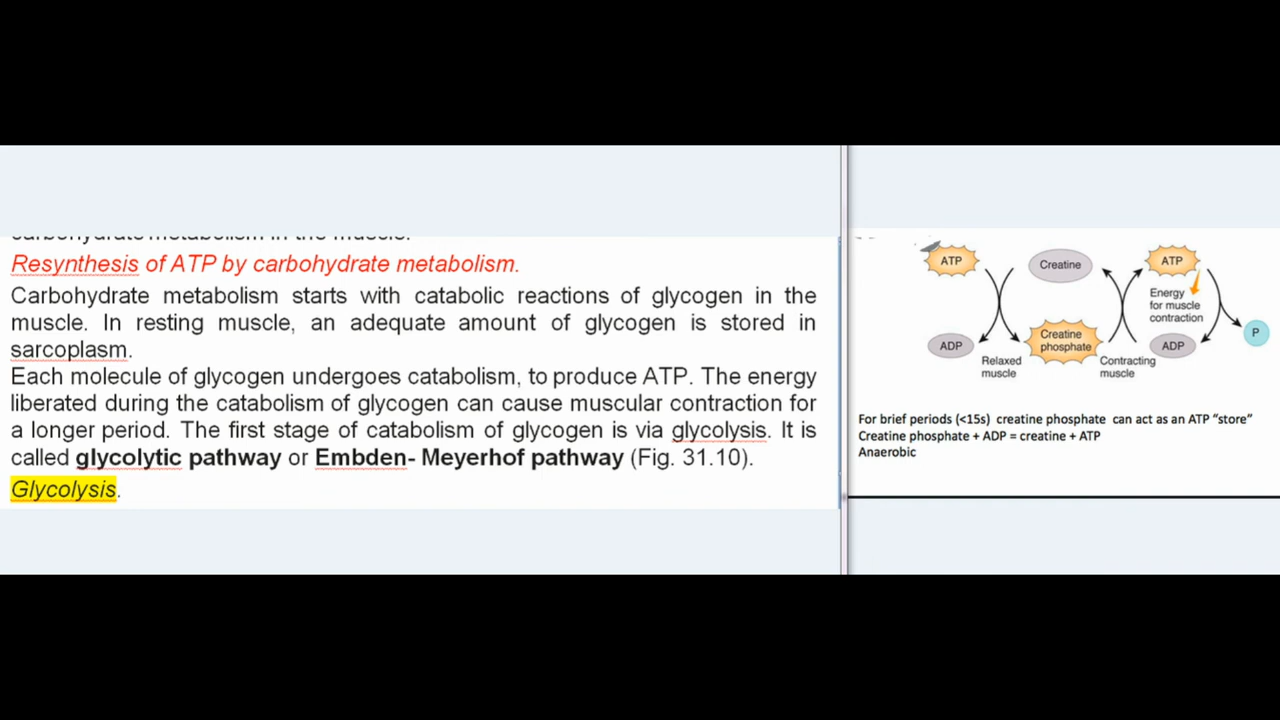 carbohydrate metabolism in the muscle.
Resynthesis of ATP by carbohydrate metabolism.
Carbohydrate metabolism starts with catabolic reactions of glycogen in the
muscle. In resting muscle, an adequate amount of glycogen is stored in
sarcoplasm.
Each molecule of glycogen undergoes catabolism, to produce ATP. The energy
liberated during the catabolism of glycogen can cause muscular contraction for
a longer period. The first stage of catabolism of glycogen is via glycolysis. It is
called glycolytic pathway or Embden- Meyerhof pathway (Fig. 31.10).
Glycolysis.
ATP
Creatine
ATP
Energy
for muscle
contraction
P
Creatine
phosphate
ADP
ADP
Relaxed
muscle
Contracting
muscle
For brief periods (<15s) creatine phosphate can act as an ATP “store”
Creatine phosphate + ADP = creatine + ATP
Anaerobic